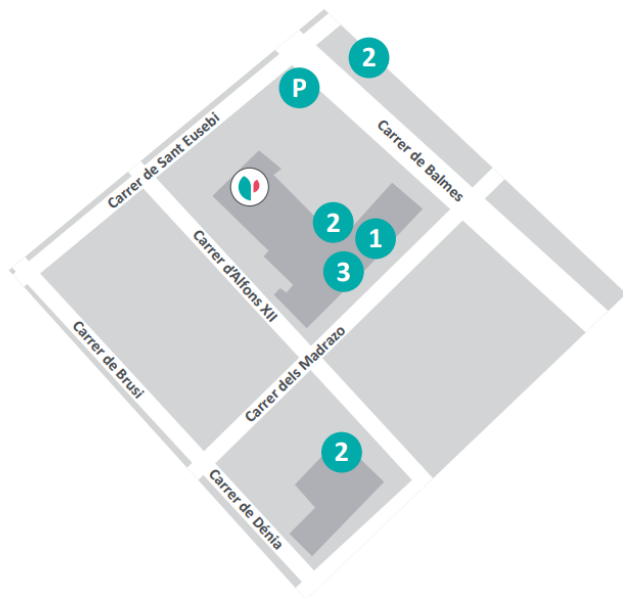 2
P
Carrer de Sant Eusebi
Carrer de Balmes
2
1
3
Carrer d'Alfons XII
Carrer de Brusi
Carrer dels Madrazo
2
Carrer de Dénia